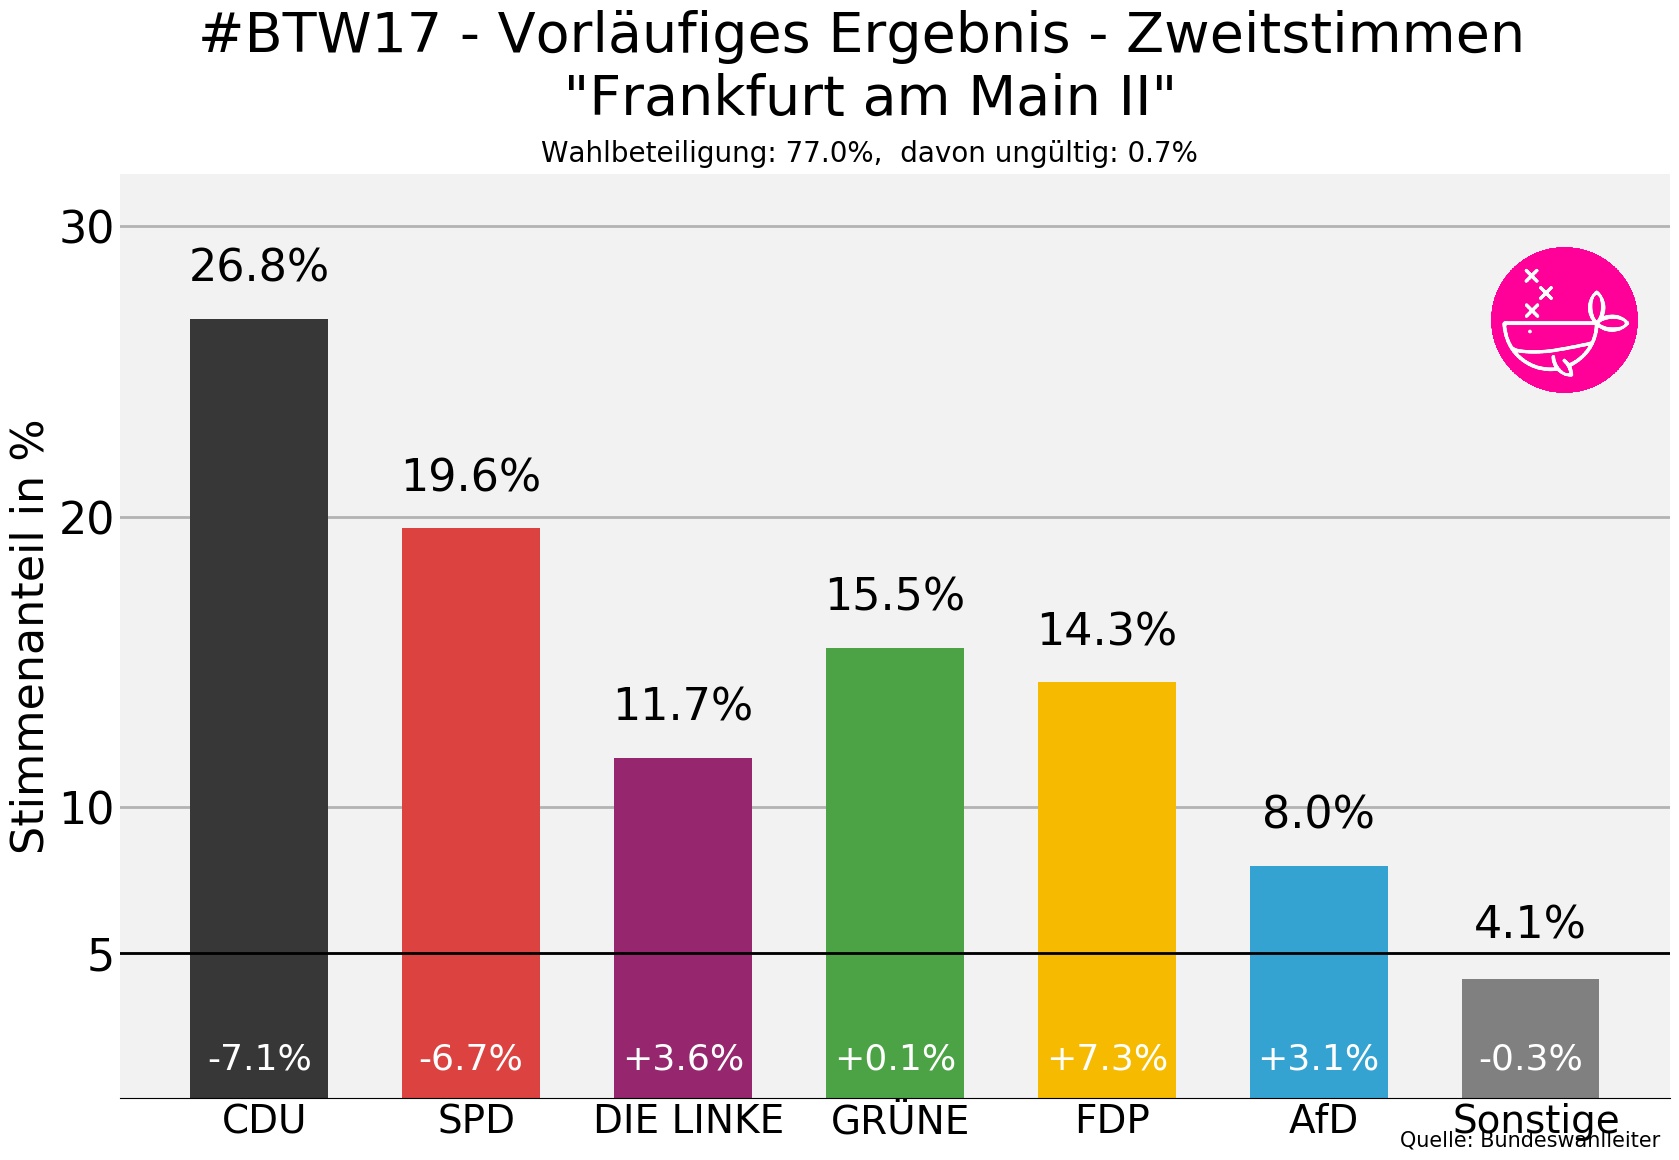 #BTW17 - Vorläufiges Ergebnis - Zweitstimmen
"Frankfurt am Main II"
Wahlbeteiligung: 77.0%,  davon ungültig: 0.7%
Stimmenanteil in %
30
20
10
5
26.8%
19.6%
11.7%
15.5%
14.3%
8.0%
4.1%
-7.1%
-6.7%
+3.6%
+0.1%
+7.3%
+3.1%
-0.3%
CDU
SPD
DIE LINKE
GRÜNE
FDP
AfD
Sonstige
Quelle: Bundeswahlleiter